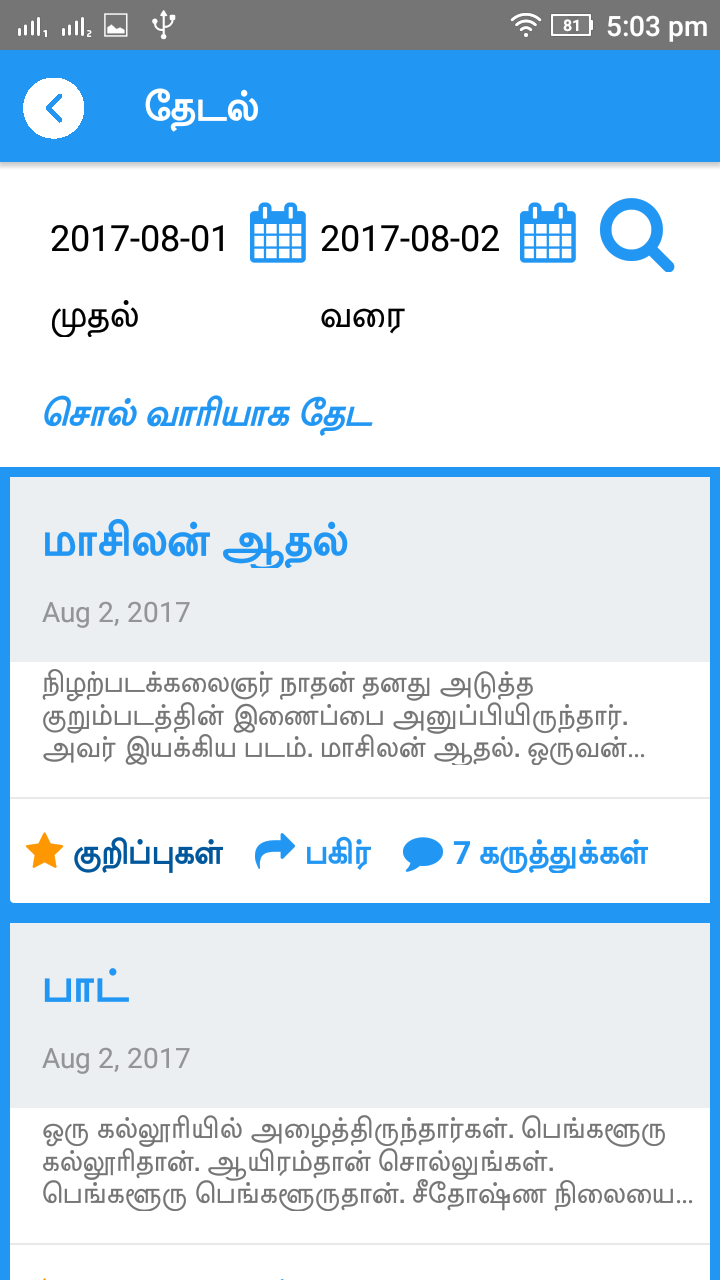 81 5:03 pm
தேடல்
2017-08-01 2017-08-02
முதல் வரை
சொல் வாரியாக தேட
மாசிலன் ஆதல்
Aug 2, 2017
நிழற்படக்கலைஞர் நாதன் தனது அடுத்த
குறும்படத்தின் இணைப்பை அனுப்பியிருந்தார்.
அவர் இயக்கிய படம். மாசிலன் ஆதல். ஒருவன்...
குறிப்புகள் பகிர் 7 கருத்துக்கள்
பாட்
Aug 2, 2017
ஒரு கல்லூரியில் அழைத்திருந்தார்கள். பெங்களூரு
கல்லூரிதான். ஆயிரம்தான் சொல்லுங்கள்.
பெங்களூரு பெங்களூருதான். சீதோஷ்ண நிலையை...